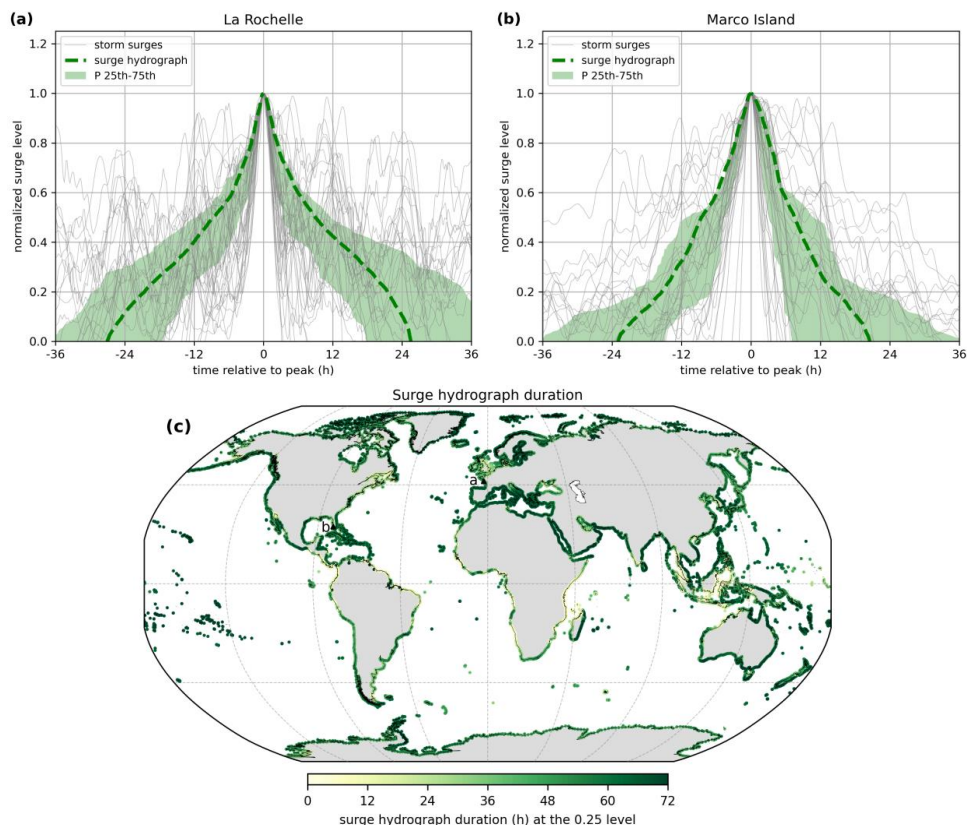 (a) La Rochelle
storm surges
surge hydrograph
P 25th-75th
normalized surge level
1.2
1.0
0.8
0.6
0.4
0.2
0.0
-36 -24 -12 0 12 24 36
time relative to peak (h)
(b) Marco Island
storm surges
surge hydrograph
P 25th-75th
normalized surge level
1.2
1.0
0.8
0.6
0.4
0.2
0.0
-36 -24 -12 0 12 24 36
time relative to peak (h)
Surge hydrograph duration
(c)
a
b
0 12 24 36 48 60 72
surge hydrograph duration (h) at the 0.25 level